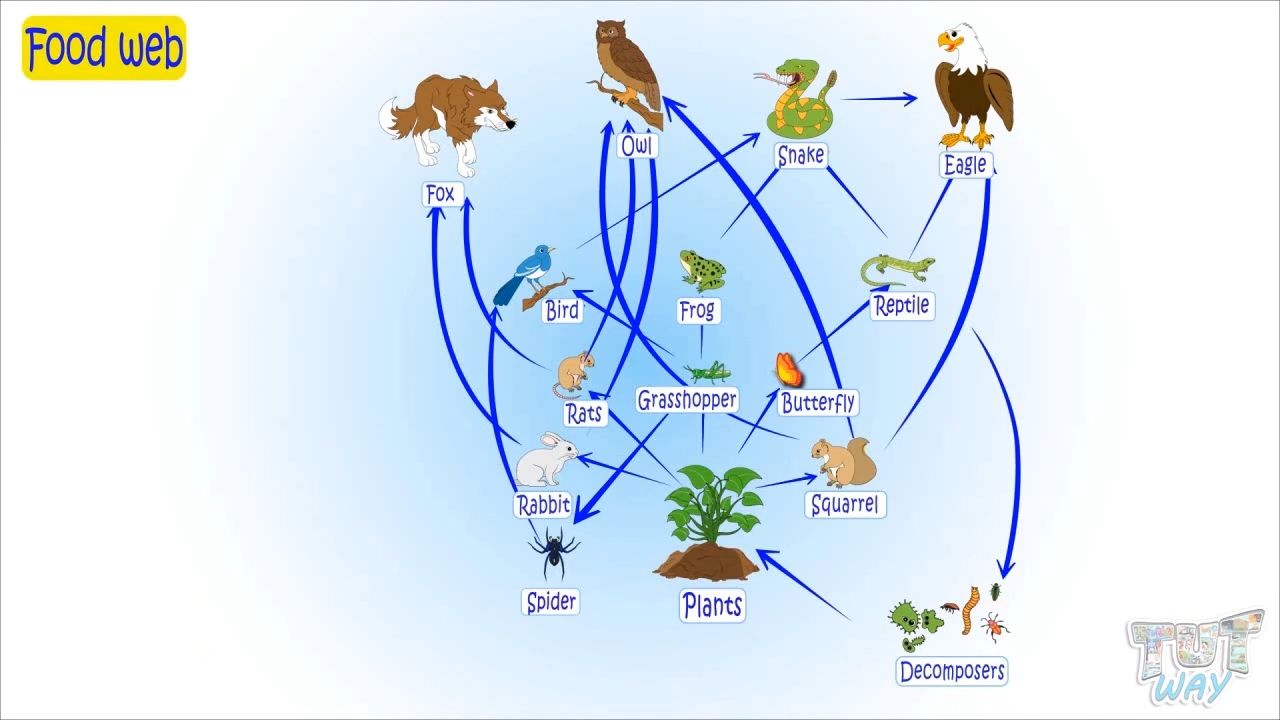 Food web
Owl
Snake
Eagle
Fox
Bird
Frog
Reptile
Rats
Grasshopper
Butterfly
Rabbit
Squarrel
Spider
Plants
Decomposers
TUT
WAY